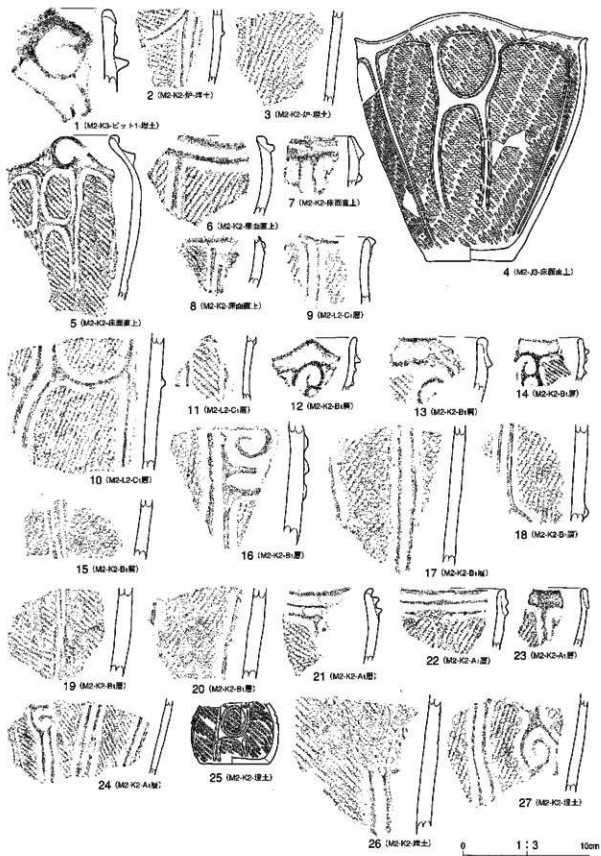 1 (M2-K3-ピット1-埋土)
2 (M2-K2-炉-埋土)
3 (M2-K2-炉-埋土)
4 (M2-J3-床面直上)
5 (M2-K2-床面直上)
6 (M2-K2-床面直上)
7 (M2-K2-床面直上)
8 (M2-K2-床面直上)
9 (M2-L2-C1層)
10 (M2-L2-C1層)
11 (M2-L2-C1層)
12 (M2-K2-B1層)
13 (M2-K2-B1層)
14 (M2-K2-B1層)
15 (M2-K2-B1層)
16 (M2-K2-B1層)
17 (M2-K2-B1層)
18 (M2-K2-B1層)
19 (M2-K2-B1層)
20 (M2-K2-B1層)
21 (M2-K2-A1層)
22 (M2-K2-A1層)
23 (M2-K2-A1層)
24 (M2-K2-A1層)
25 (M2-K2-埋土)
26 (M2-K2-埋土)
27 (M2-K2-埋土)
0 1:3 10cm